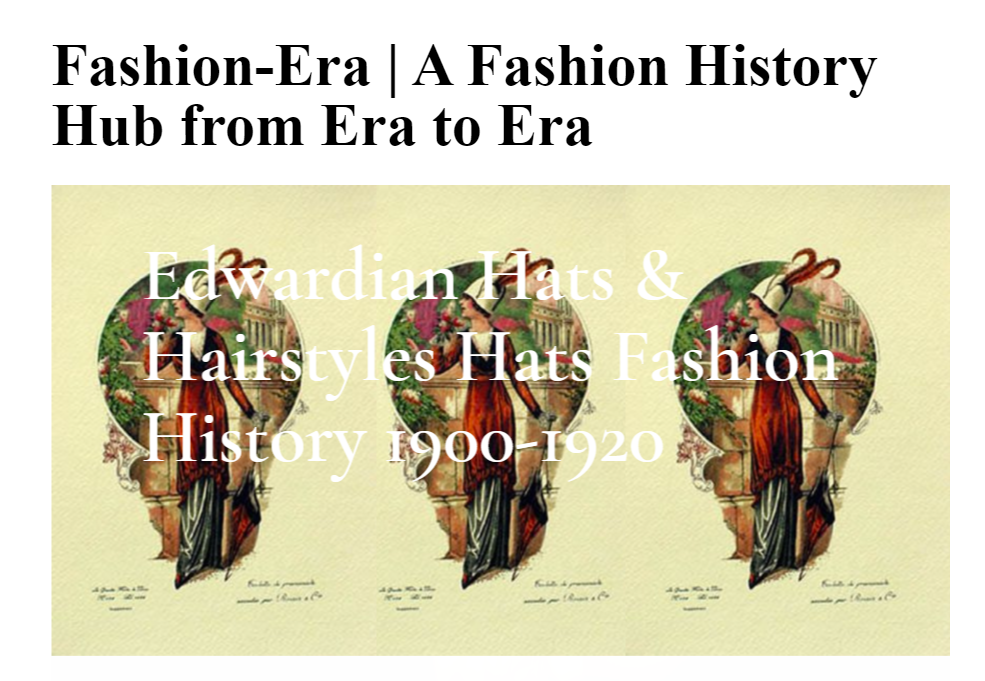 Fashion-Era | A Fashion History
Hub from Era to Era
Edwardian Hats &
Hairstyles Hats Fashion
History 1900-1920